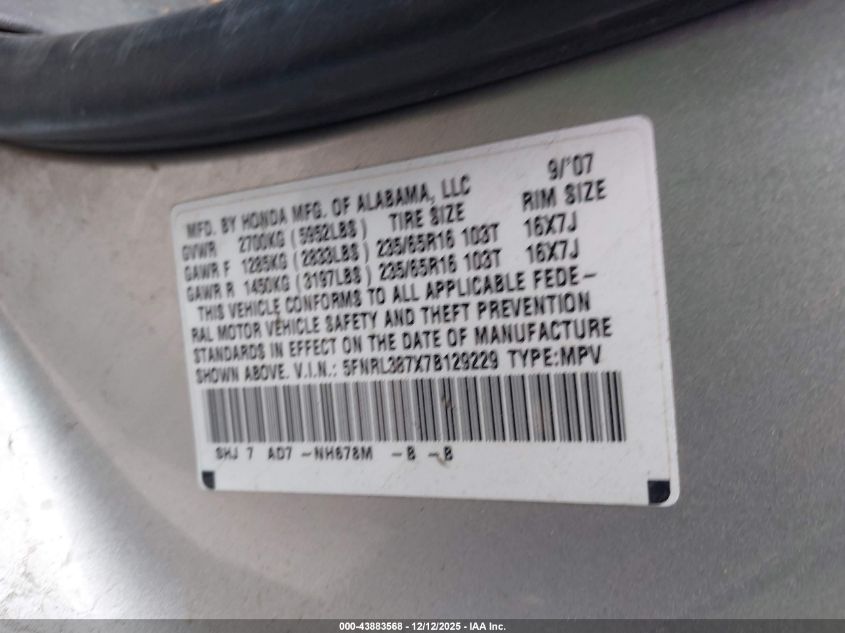 MFD. BY HONDA MFG. OF ALABAMA, LLC 9/'07
GVWR 2700KG ( 5952LBS ) TIRE SIZE RIM SIZE
GAWR F 1285KG ( 2833LBS ) 235/65R16 103T 16X7J
GAWR R 1450KG ( 3197LBS ) 235/65R16 103T 16X7J
THIS VEHICLE CONFORMS TO ALL APPLICABLE FEDE-
RAL MOTOR VEHICLE SAFETY AND THEFT PREVENTION
STANDARDS IN EFFECT ON THE DATE OF MANUFACTURE
SHOWN ABOVE. V.I.N.: 5FNRL387X7B129229 TYPE:MPV
SHJ 7 AD7 -NH678M -B -B
000-43883568 - 12/12/2025 - IAA Inc.